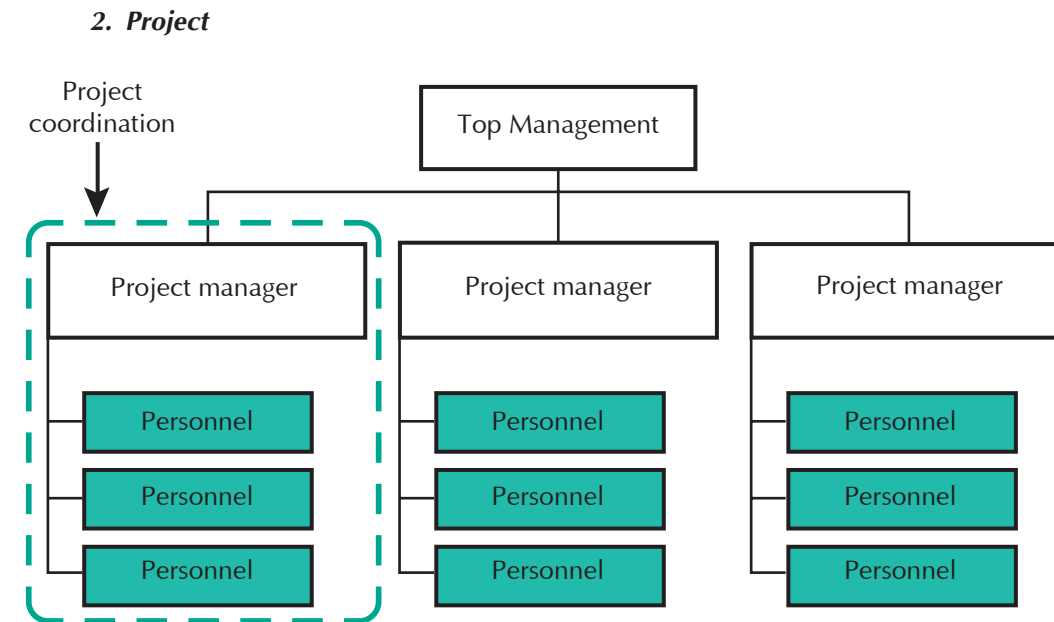 2. Project
Project
coordination
Top Management
Project manager
Project manager
Project manager
Personnel
Personnel
Personnel
Personnel
Personnel
Personnel
Personnel
Personnel
Personnel